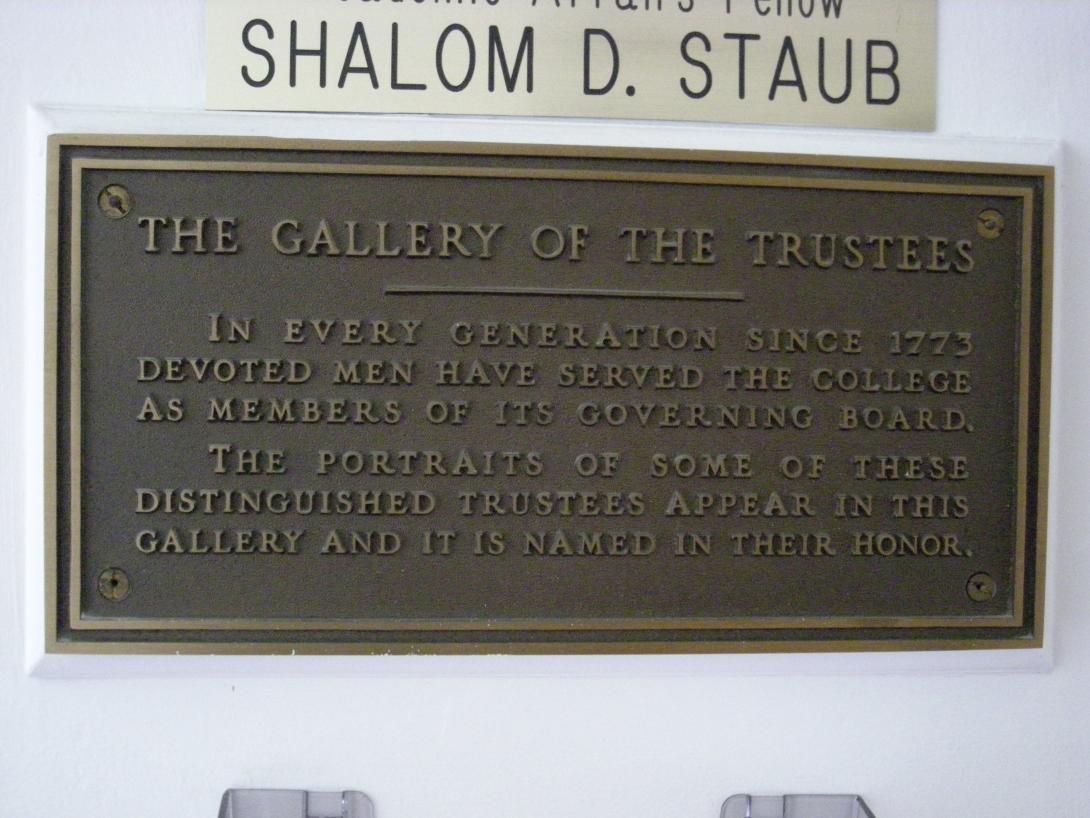 Affairs Fellow
SHALOM D. STAUB
THE GALLERY OF THE TRUSTEES
IN EVERY GENERATION SINCE 1773
DEVOTED MEN HAVE SERVED THE COLLEGE
AS MEMBERS OF ITS GOVERNING BOARD.
THE PORTRAITS OF SOME OF THESE
DISTINGUISHED TRUSTEES APPEAR IN THIS
GALLERY AND IT IS NAMED IN THEIR HONOR.